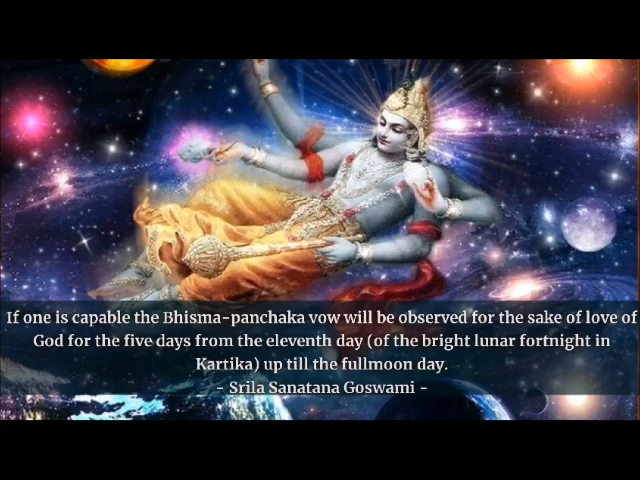 If one is capable the Bhisma-panchaka vow will be observed for the sake of love of
God for the five days from the eleventh day (of the bright lunar fortnight in
Kartika) up till the fullmoon day.
- Srila Sanatana Goswami -